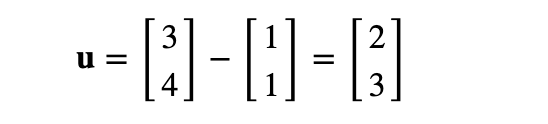 u = [3 4] - [1 1] = [2 3]